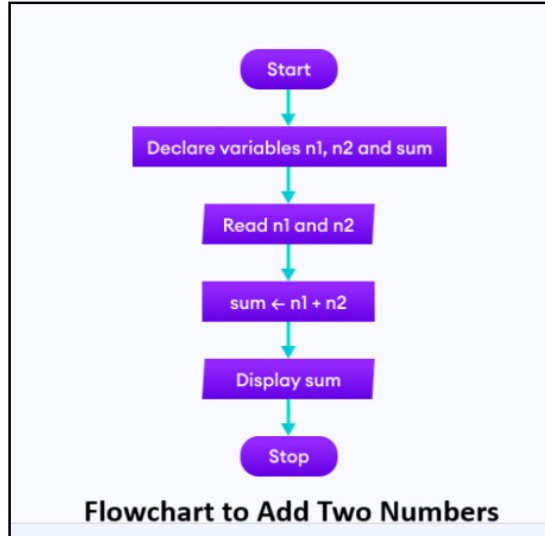 Start
Declare variables n1, n2 and sum
Read n1 and n2
sum ← n1 + n2
Display sum
Stop
Flowchart to Add Two Numbers